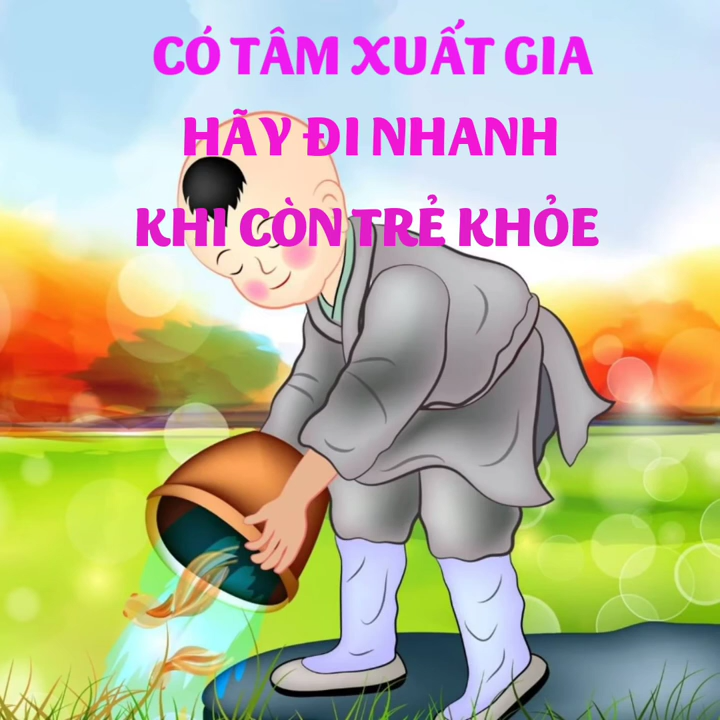 CÓ TÂM XUẤT GIA
HÃY ĐI NHANH
KHI CÒN TRẺ KHỎE